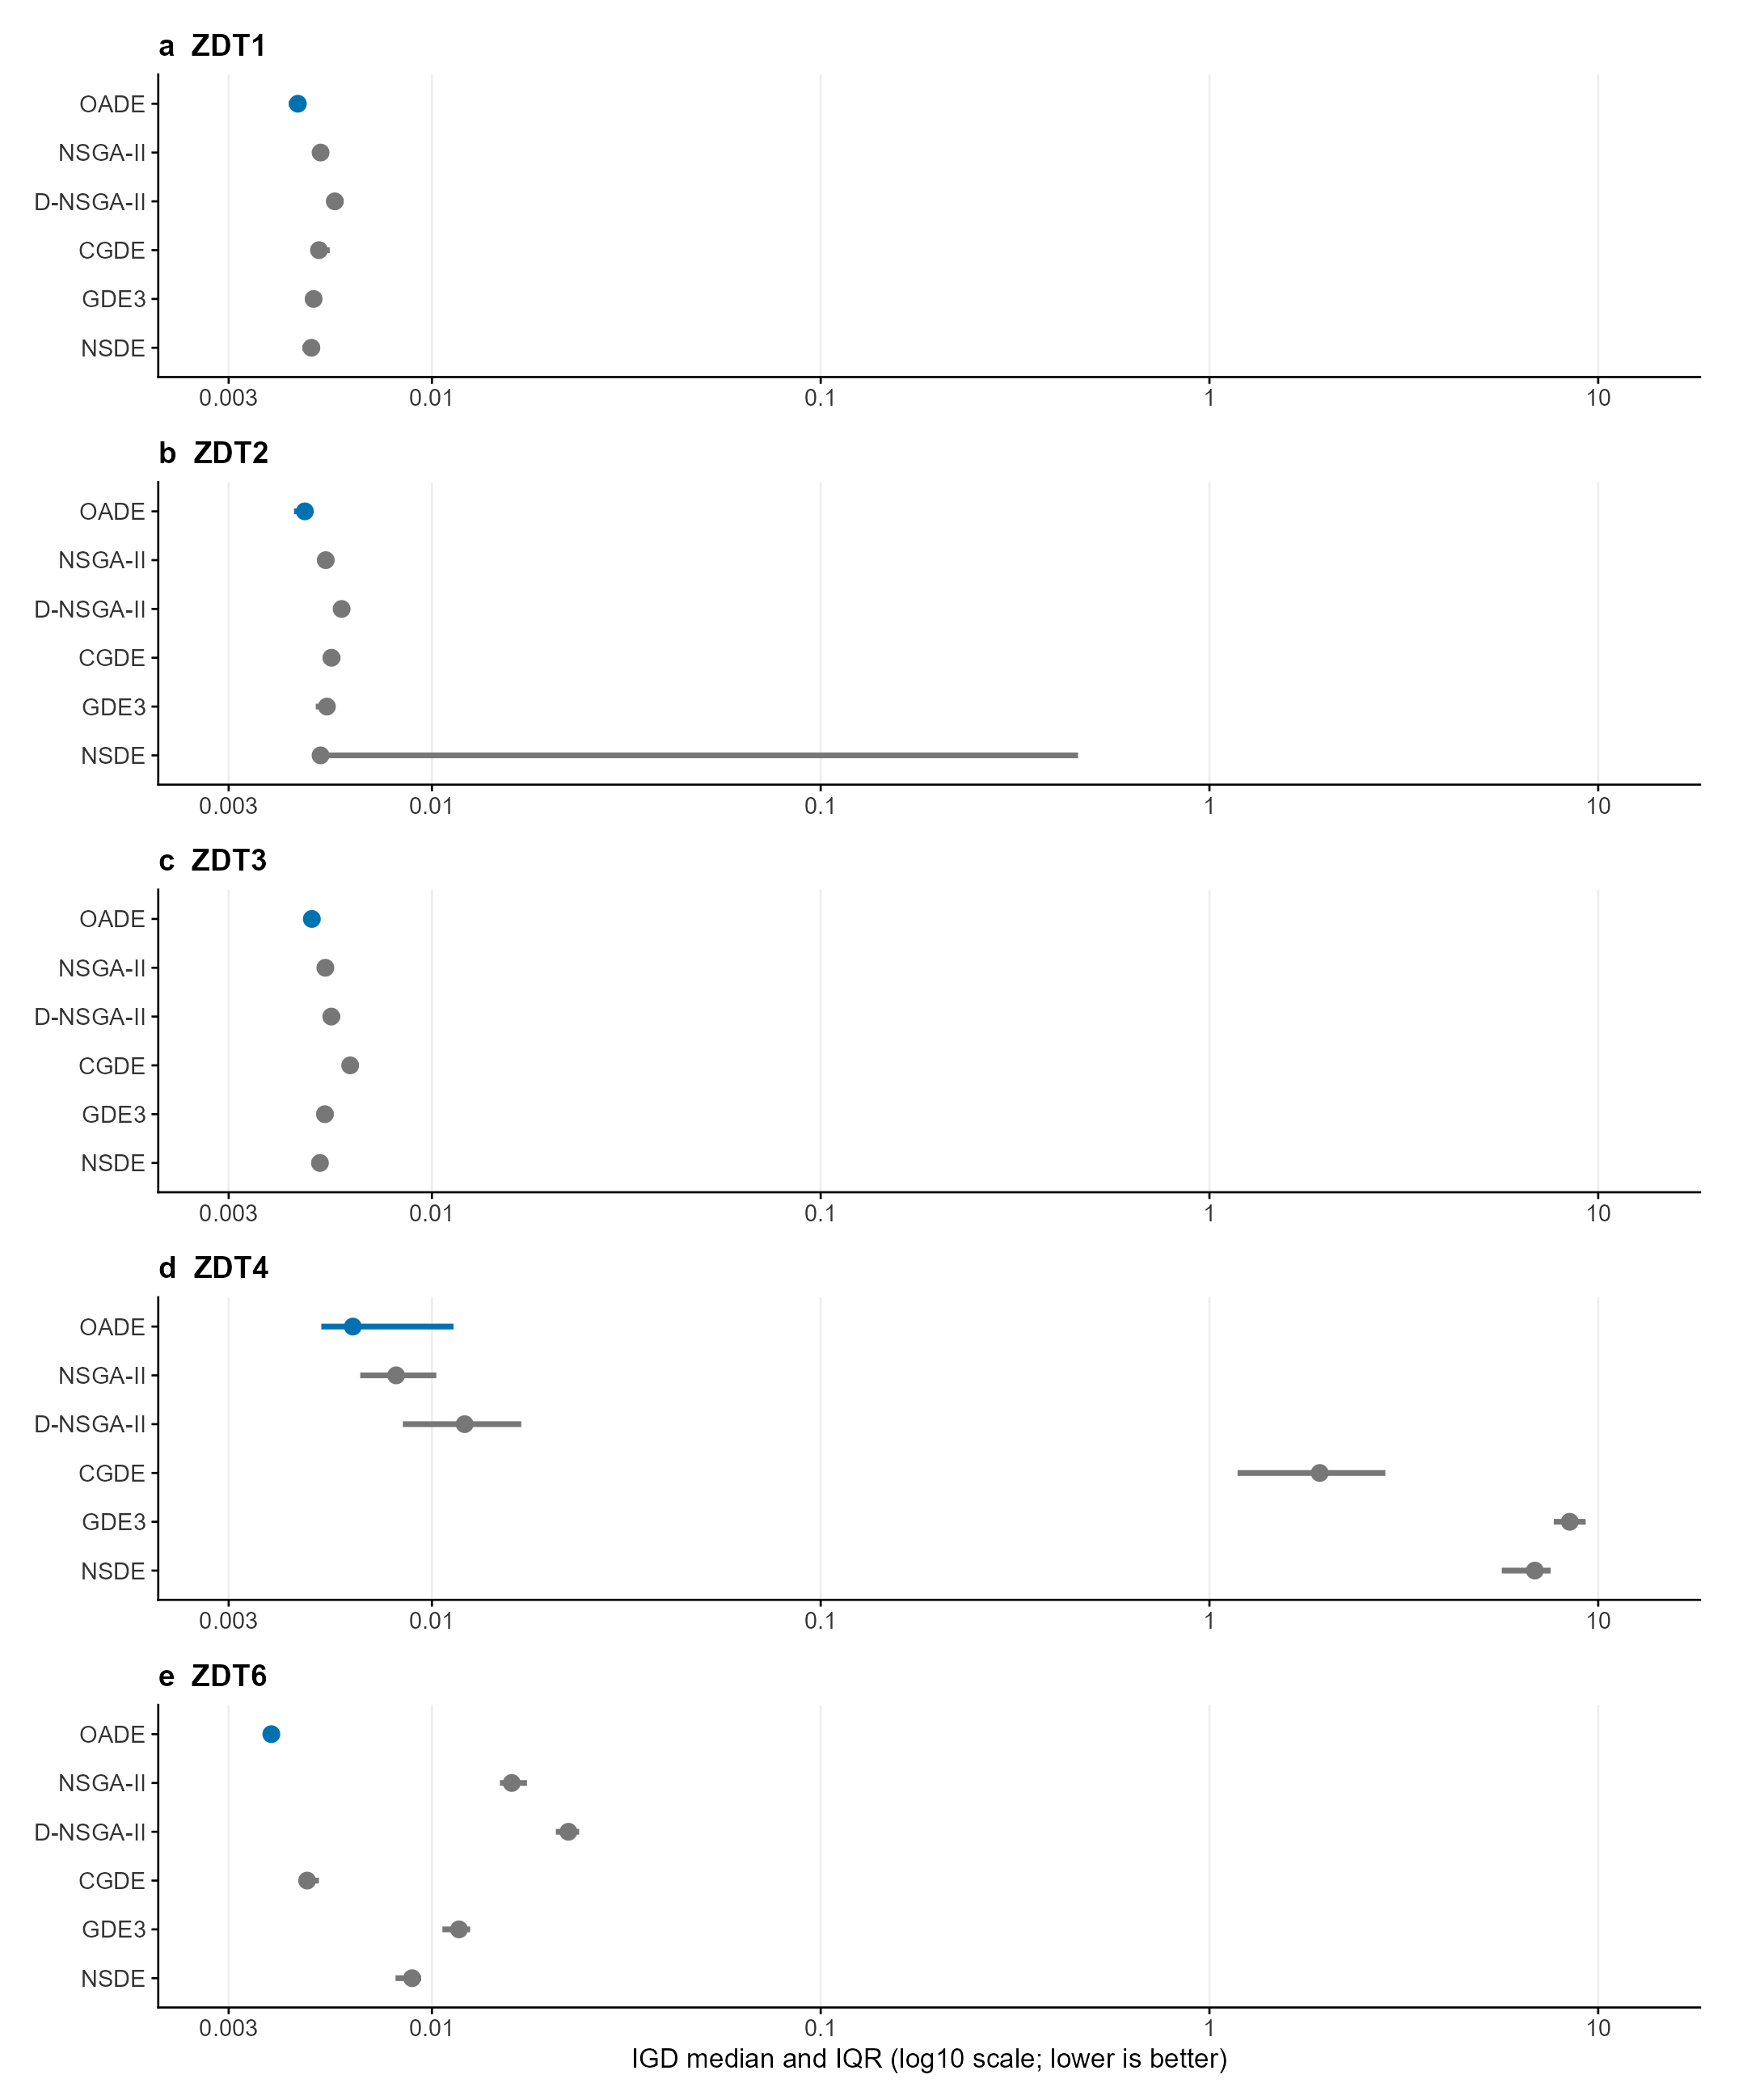 a ZDT1
OADE
NSGA-II
D-NSGA-II
CGDE
GDE3
NSDE
0.003 0.01 0.1 1 10
b ZDT2
OADE
NSGA-II
D-NSGA-II
CGDE
GDE3
NSDE
0.003 0.01 0.1 1 10
c ZDT3
OADE
NSGA-II
D-NSGA-II
CGDE
GDE3
NSDE
0.003 0.01 0.1 1 10
d ZDT4
OADE
NSGA-II
D-NSGA-II
CGDE
GDE3
NSDE
0.003 0.01 0.1 1 10
e ZDT6
OADE
NSGA-II
D-NSGA-II
CGDE
GDE3
NSDE
0.003 0.01 0.1 1 10
IGD median and IQR (log10 scale; lower is better)